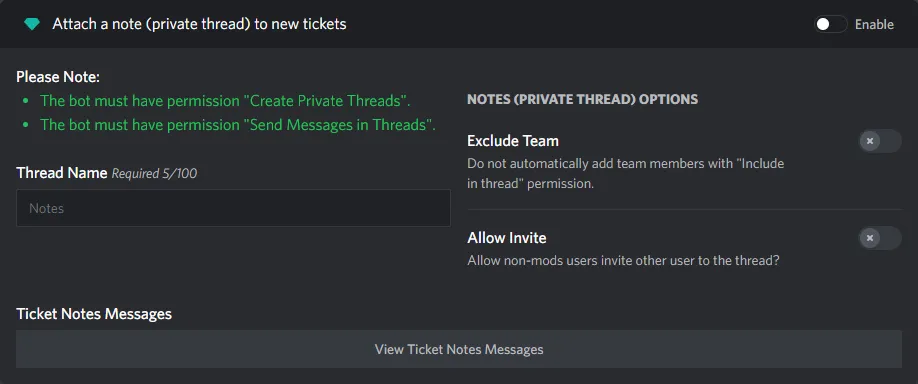 Attach a note (private thread) to new tickets
Enable
Please Note:
The bot must have permission "Create Private Threads".
The bot must have permission "Send Messages in Threads".
Thread Name Required 5/100
Notes
NOTES (PRIVATE THREAD) OPTIONS
Exclude Team
Do not automatically add team members with "Include
in thread" permission.
Allow Invite
Allow non-mods users invite other user to the thread?
Ticket Notes Messages
View Ticket Notes Messages